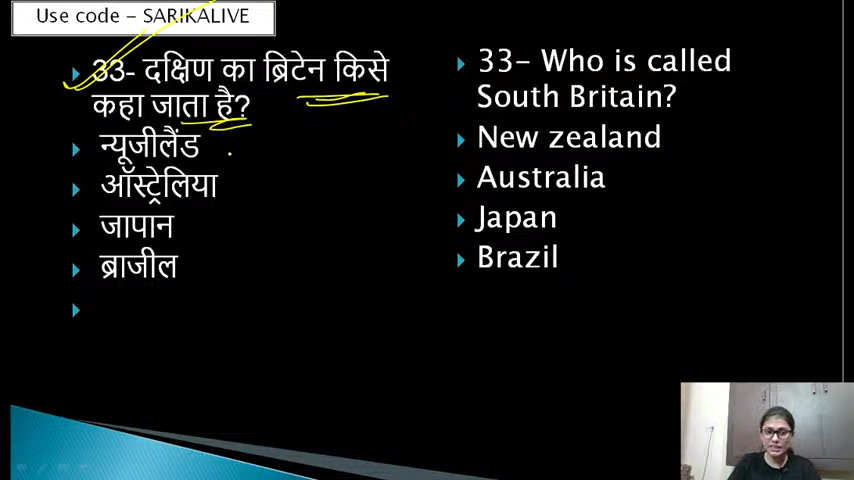 Use code – SARIKALIVE
33- दक्षिण का ब्रिटेन किसे
कहा जाता है?
न्यूजीलैंड
ऑस्ट्रेलिया
जापान
ब्राजील
33- Who is called
South Britain?
New zealand
Australia
Japan
Brazil